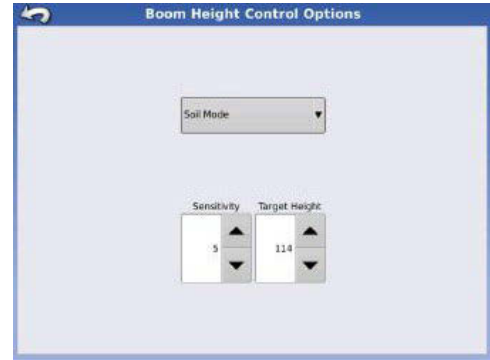 Boom Height Control Options
Soil Mode
Sensitivity Target Height
5 114